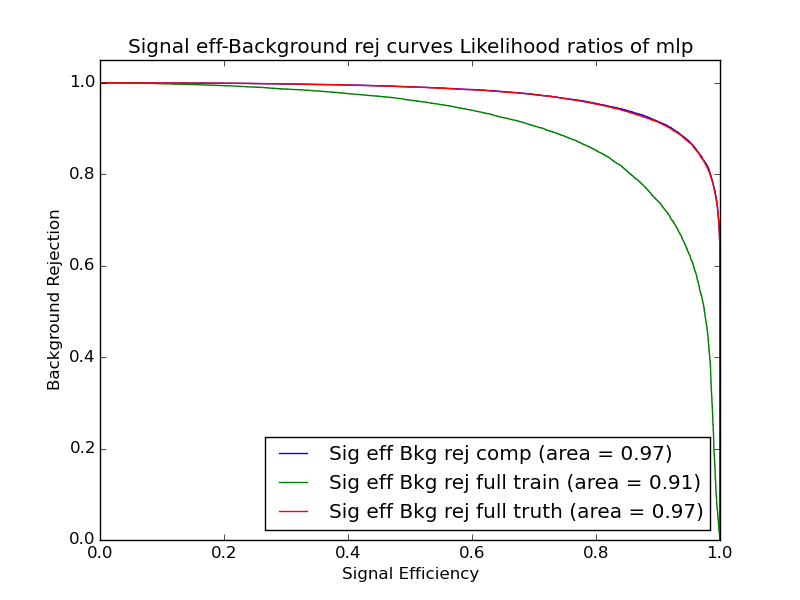 Signal eff-Background rej curves Likelihood ratios of mlp
1.0
0.8
0.6
0.4
0.2
0.0
Background Rejection
Sig eff Bkg rej comp (area = 0.97)
Sig eff Bkg rej full train (area = 0.91)
Sig eff Bkg rej full truth (area = 0.97)
0.0 0.2 0.4 0.6 0.8 1.0
Signal Efficiency